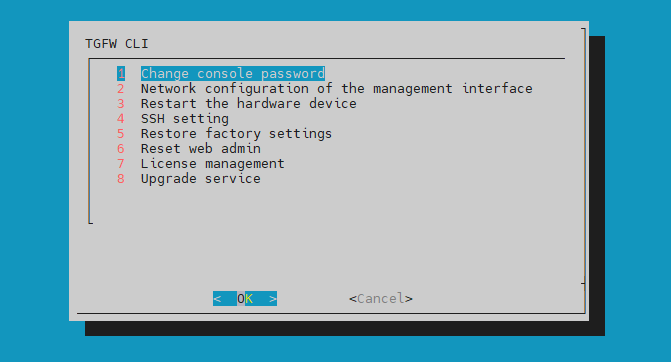 TGFW CLI
1 Change console password
2 Network configuration of the management interface
3 Restart the hardware device
4 SSH setting
5 Restore factory settings
6 Reset web admin
7 License management
8 Upgrade service
< OK > <Cancel>